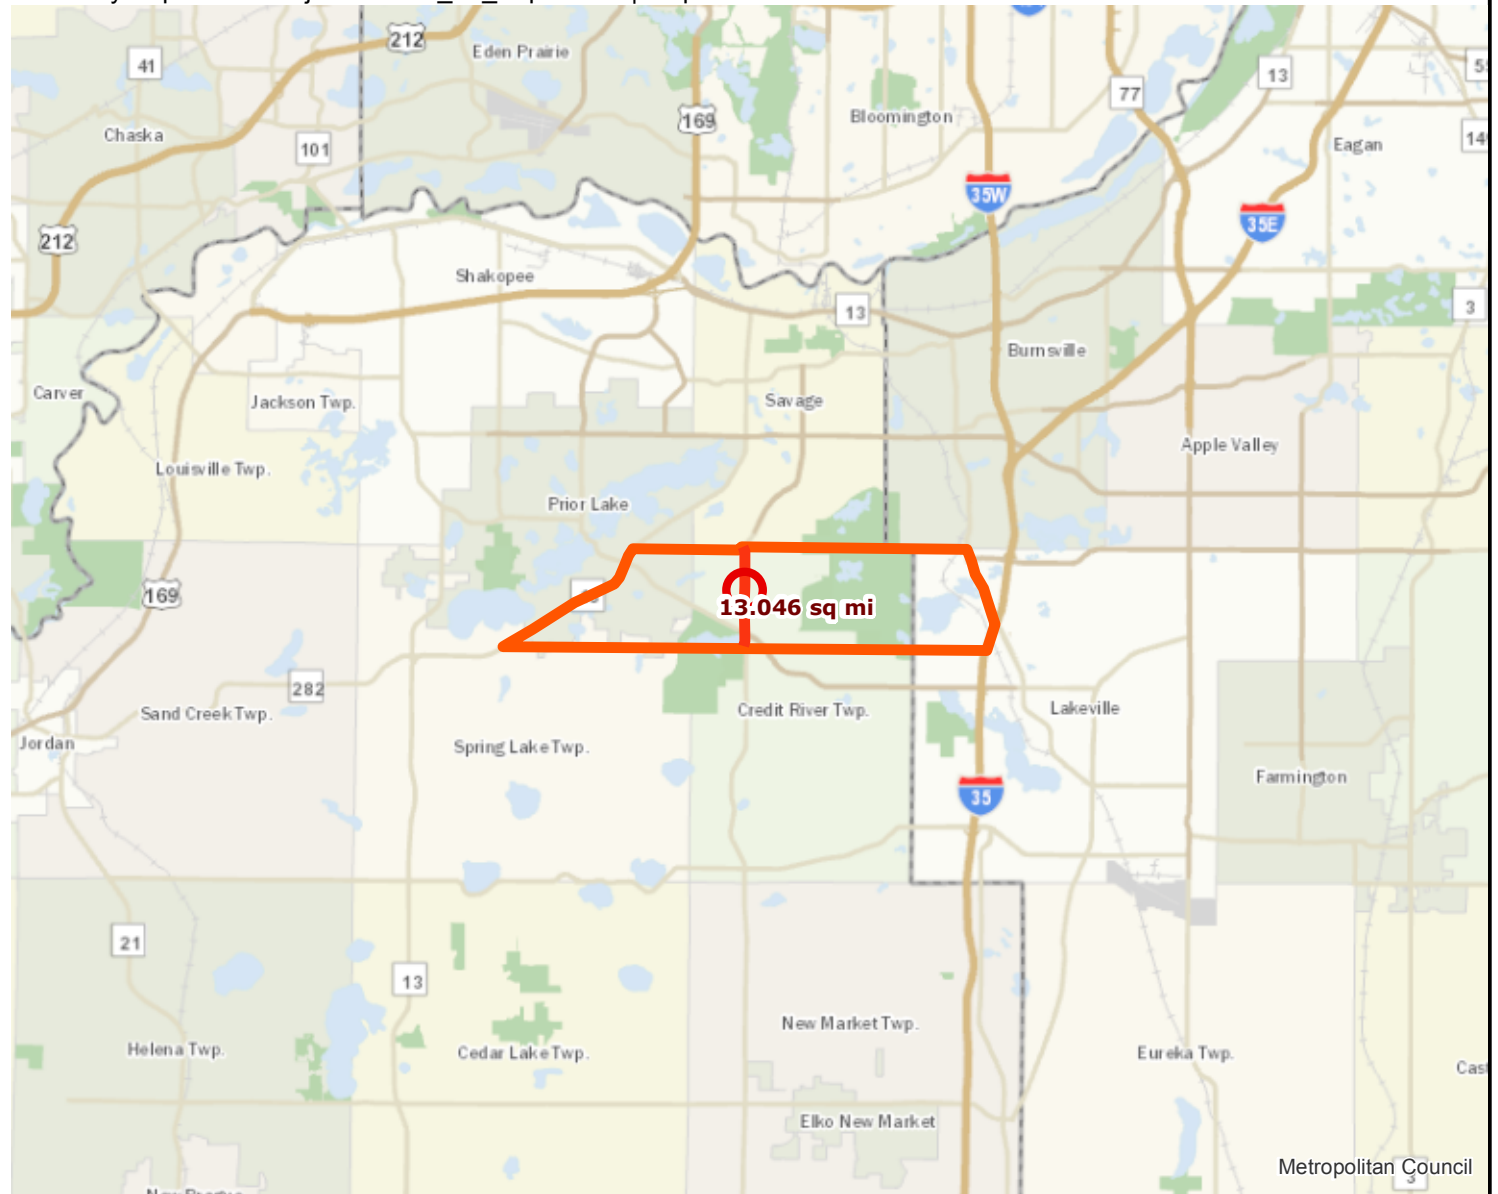 212
Eden Prairie
41
13
5
77
169
Bloomington
Chaska
101
Eagan
14
35W
35E
212
Shakopee
13
3
Burnsville
Carver
Jackson Twp.
Savage
Apple Valley
Louisville Twp.
Prior Lake
169
13.046 sq mi
282
Sand Creek Twp.
Credit River Twp.
Lakeville
Jordan
Spring Lake Twp.
Farmington
35
21
13
New Market Twp.
Helena Twp.
Cedar Lake Twp.
Eureka Twp.
Elko New Market
Metropolitan Council
3